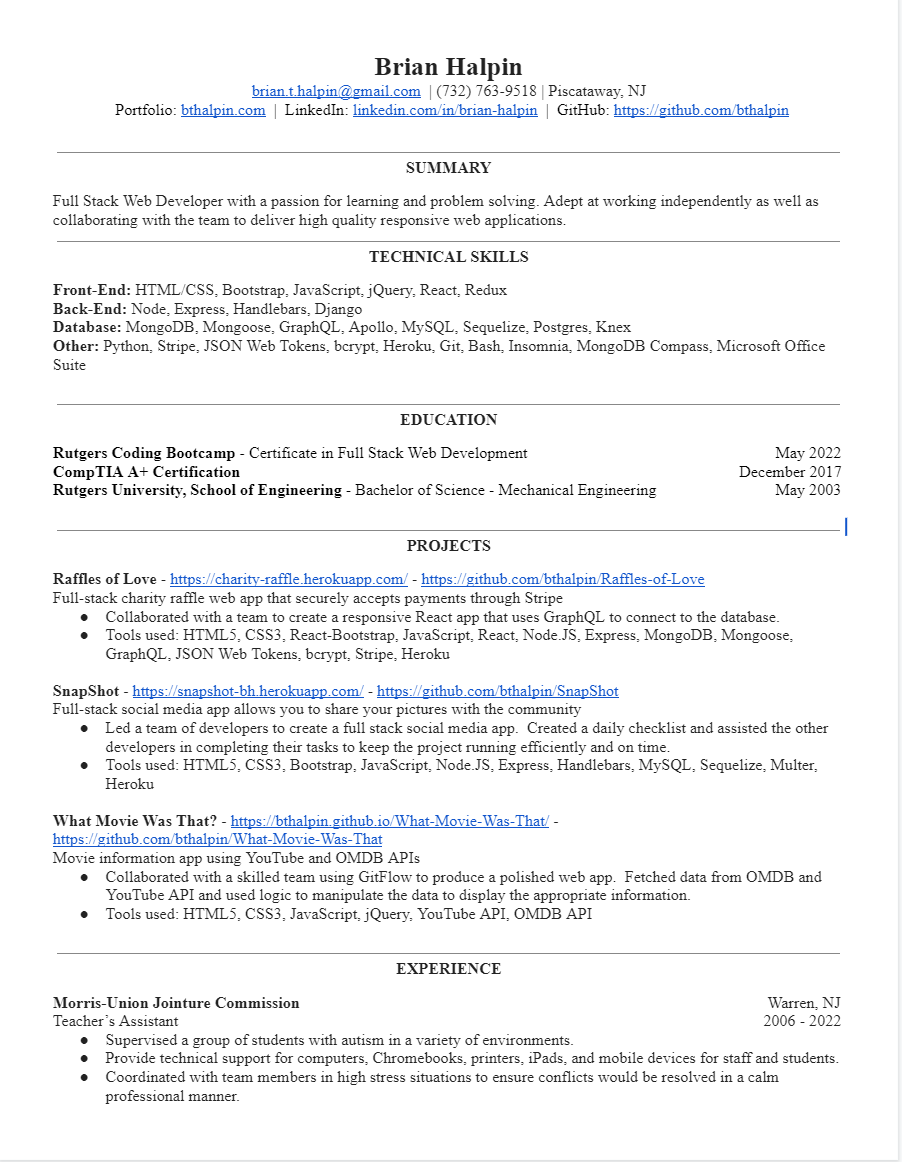 Brian Halpin
brian.t.halpin@gmail.com | (732) 763-9518 | Piscataway, NJ
Portfolio: bthalpin.com | LinkedIn: linkedin.com/in/brian-halpin | GitHub: https://github.com/bthalpin
SUMMARY
Full Stack Web Developer with a passion for learning and problem solving. Adept at working independently as well as
collaborating with the team to deliver high quality responsive web applications.
TECHNICAL SKILLS
Front-End: HTML/CSS, Bootstrap, JavaScript, jQuery, React, Redux
Back-End: Node, Express, Handlebars, Django
Database: MongoDB, Mongoose, GraphQL, Apollo, MySQL, Sequelize, Postgres, Knex
Other: Python, Stripe, JSON Web Tokens, bcrypt, Heroku, Git, Bash, Insomnia, MongoDB Compass, Microsoft Office
Suite
EDUCATION
Rutgers Coding Bootcamp - Certificate in Full Stack Web Development May 2022
CompTIA A+ Certification December 2017
Rutgers University, School of Engineering - Bachelor of Science - Mechanical Engineering May 2003
PROJECTS
Raffles of Love - https://charity-raffle.herokuapp.com/ - https://github.com/bthalpin/Raffles-of-Love
Full-stack charity raffle web app that securely accepts payments through Stripe
● Collaborated with a team to create a responsive React app that uses GraphQL to connect to the database.
● Tools used: HTML5, CSS3, React-Bootstrap, JavaScript, React, Node.JS, Express, MongoDB, Mongoose,
GraphQL, JSON Web Tokens, bcrypt, Stripe, Heroku
SnapShot - https://snapshot-bh.herokuapp.com/ - https://github.com/bthalpin/SnapShot
Full-stack social media app allows you to share your pictures with the community
● Led a team of developers to create a full stack social media app. Created a daily checklist and assisted the other
developers in completing their tasks to keep the project running efficiently and on time.
● Tools used: HTML5, CSS3, Bootstrap, JavaScript, Node.JS, Express, Handlebars, MySQL, Sequelize, Multer,
Heroku
What Movie Was That? - https://bthalpin.github.io/What-Movie-Was-That/ -
https://github.com/bthalpin/What-Movie-Was-That
Movie information app using YouTube and OMDB APIs
● Collaborated with a skilled team using GitFlow to produce a polished web app. Fetched data from OMDB and
YouTube API and used logic to manipulate the data to display the appropriate information.
● Tools used: HTML5, CSS3, JavaScript, jQuery, YouTube API, OMDB API
EXPERIENCE
Morris-Union Jointure Commission Warren, NJ
Teacher’s Assistant 2006 - 2022
● Supervised a group of students with autism in a variety of environments.
● Provide technical support for computers, Chromebooks, printers, iPads, and mobile devices for staff and students.
● Coordinated with team members in high stress situations to ensure conflicts would be resolved in a calm
professional manner.